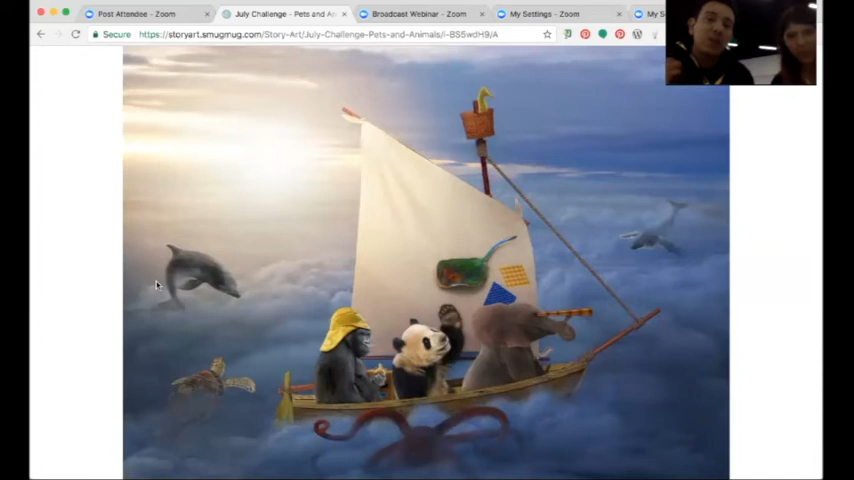 Post Attendee - Zoom
July Challenge - Pets and An
Broadcast Webinar - Zoom
My Settings - Zoom
My S
Secure
https://storyart.smugmug.com/Story-Art/July-Challenge-Pets-and-Animals/i-BS5wdH9/A